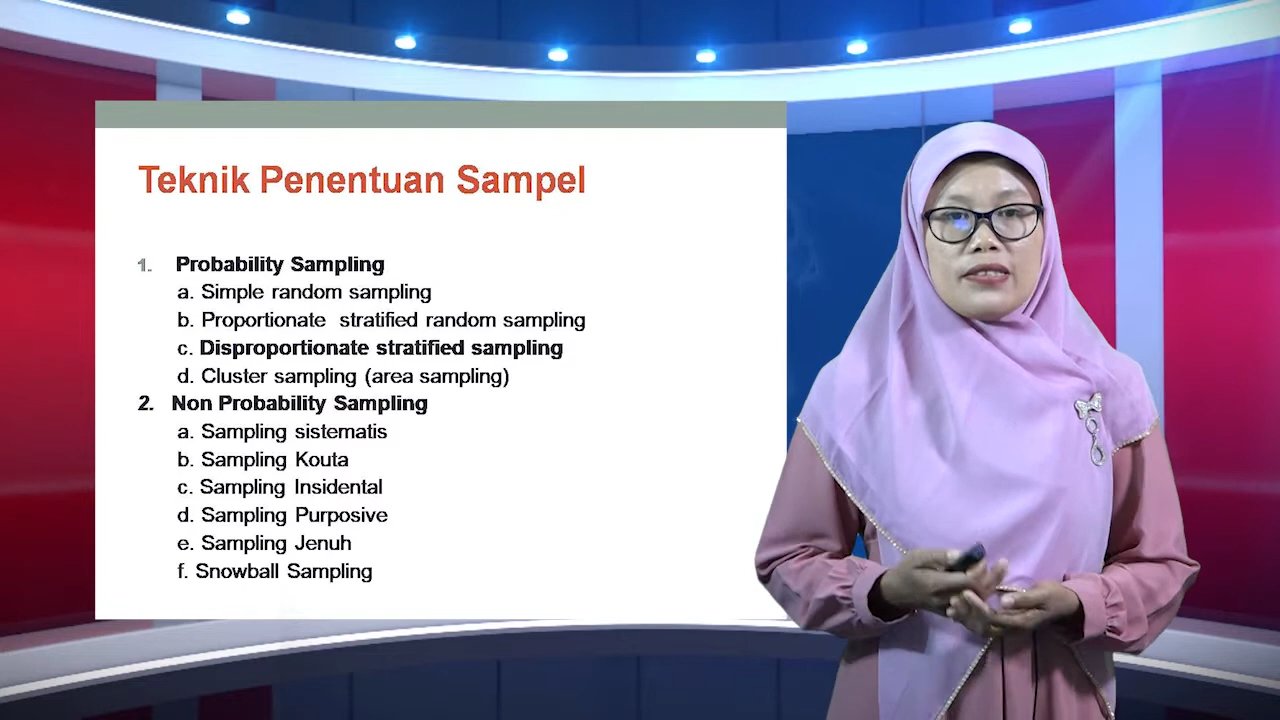 Teknik Penentuan Sampel
1. Probability Sampling
a. Simple random sampling
b. Proportionate stratified random sampling
c. Disproportionate stratified sampling
d. Cluster sampling (area sampling)
2. Non Probability Sampling
a. Sampling sistematis
b. Sampling Kouta
c. Sampling Insidental
d. Sampling Purposive
e. Sampling Jenuh
f. Snowball Sampling